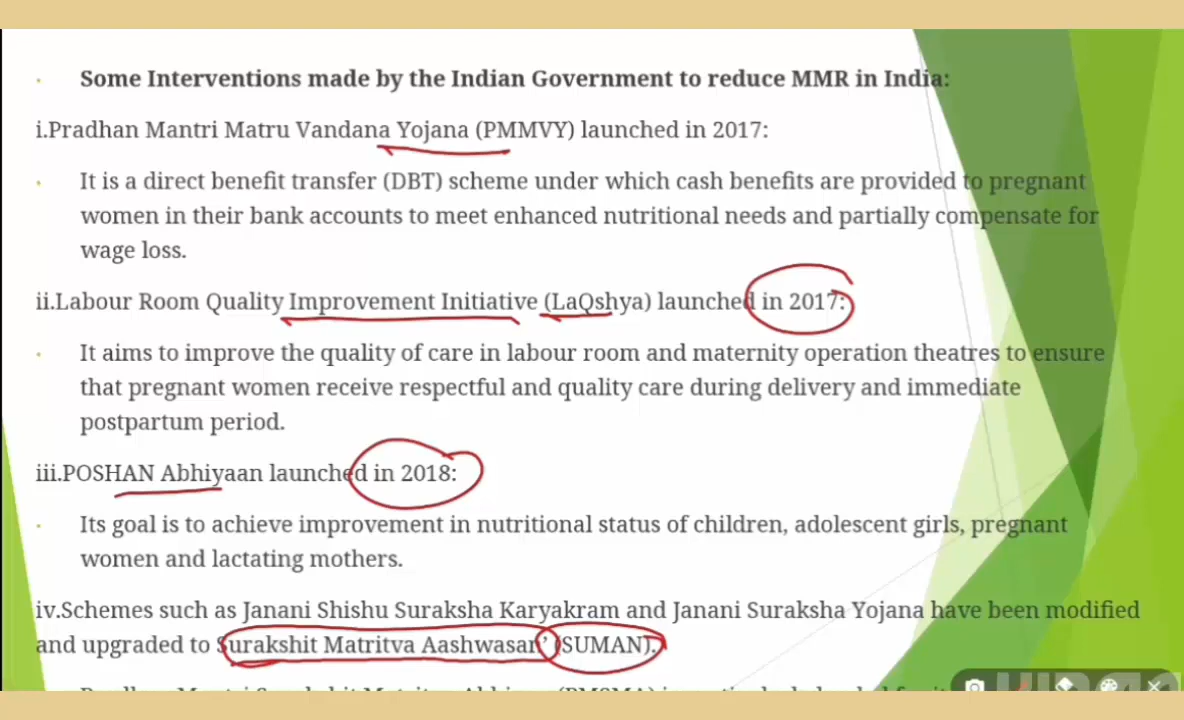 Some Interventions made by the Indian Government to reduce MMR in India:
i.Pradhan Mantri Matru Vandana Yojana (PMMVY) launched in 2017:
It is a direct benefit transfer (DBT) scheme under which cash benefits are provided to pregnant
women in their bank accounts to meet enhanced nutritional needs and partially compensate for
wage loss.
ii.Labour Room Quality Improvement Initiative (LaQshya) launched in 2017:
It aims to improve the quality of care in labour room and maternity operation theatres to ensure
that pregnant women receive respectful and quality care during delivery and immediate
postpartum period.
iii.POSHAN Abhiyaan launched in 2018:
Its goal is to achieve improvement in nutritional status of children, adolescent girls, pregnant
women and lactating mothers.
iv.Schemes such as Janani Shishu Suraksha Karyakram and Janani Suraksha Yojana have been modified
and upgraded to Surakshit Matritva Aashwasan’ (SUMAN).